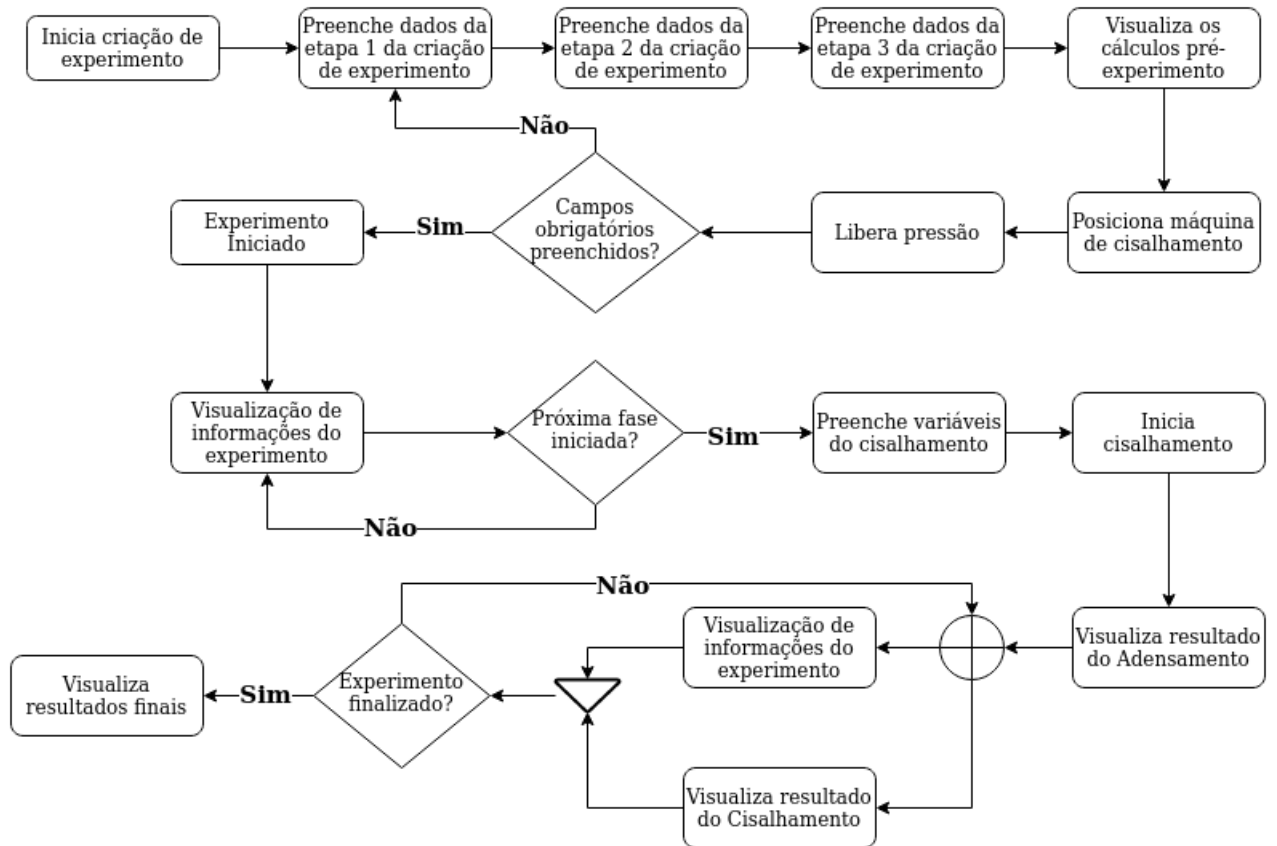 Inicia criação de
experimento
Preenche dados da
etapa 1 da criação
de experimento
Preenche dados da
etapa 2 da criação
de experimento
Preenche dados da
etapa 3 da criação
de experimento
Visualiza os
cálculos pré-
experimento
Não
Campos
obrigatórios
preenchidos?
Sim
Experimento
Iniciado
Libera pressão
Posiciona máquina
de cisalhamento
Visualização de
informações do
experimento
Próxima fase
iniciada?
Sim
Preenche variáveis
do cisalhamento
Inicia
cisalhamento
Não
Não
Visualização de
informações do
experimento
Visualiza resultado
do Adensamento
Visualiza
resultados finais
Sim
Experimento
finalizado?
Visualiza resultado
do Cisalhamento